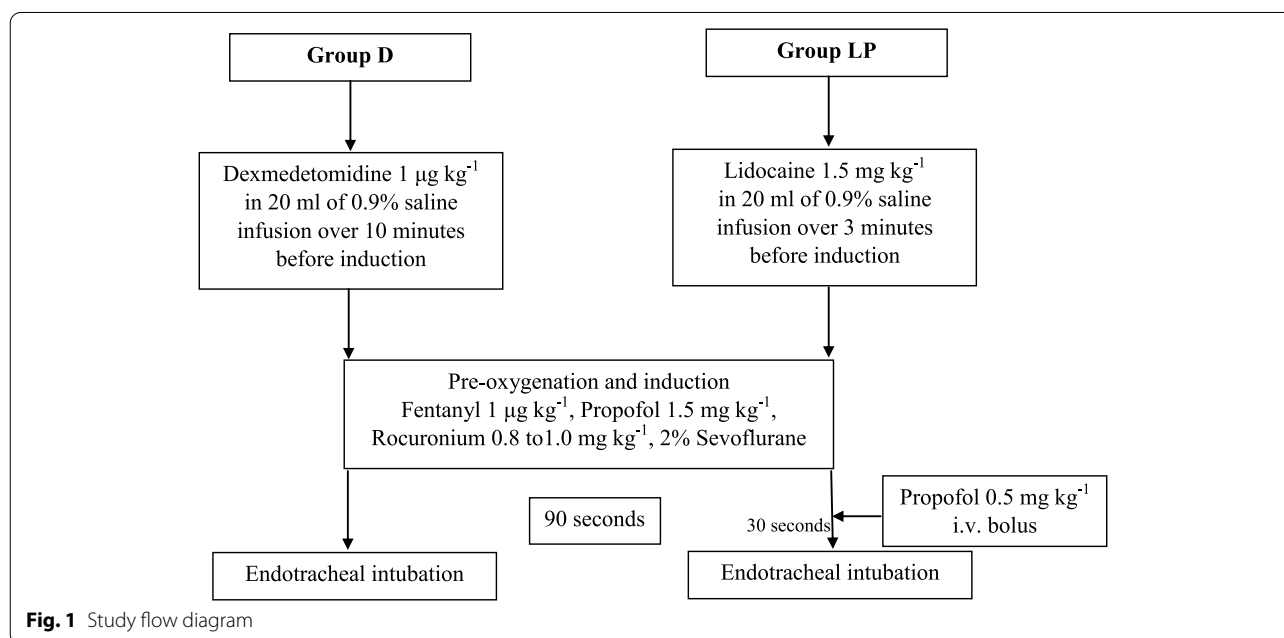 Group D
Group LP
Dexmedetomidine 1 μg kg⁻¹
in 20 ml of 0.9% saline
infusion over 10 minutes
before induction
Lidocaine 1.5 mg kg⁻¹
in 20 ml of 0.9% saline
infusion over 3 minutes
before induction
Pre-oxygenation and induction
Fentanyl 1 μg kg⁻¹, Propofol 1.5 mg kg⁻¹,
Rocuronium 0.8 to1.0 mg kg⁻¹, 2% Sevoflurane
90 seconds
30 seconds
Propofol 0.5 mg kg⁻¹
i.v. bolus
Endotracheal intubation
Endotracheal intubation
Fig. 1 Study flow diagram